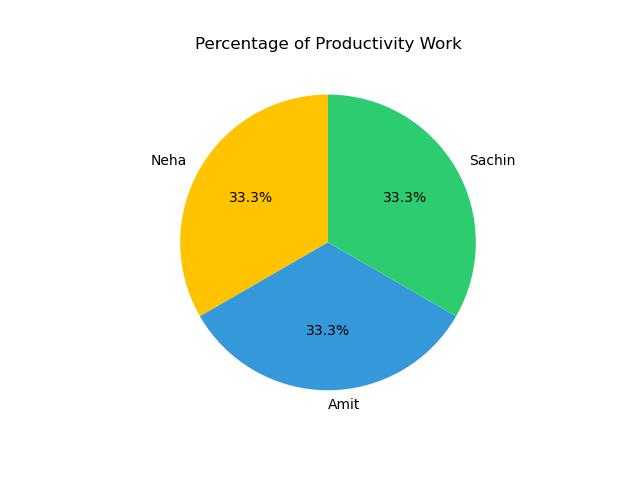 Percentage of Productivity Work
Neha
Sachin
33.3%
33.3%
33.3%
Amit